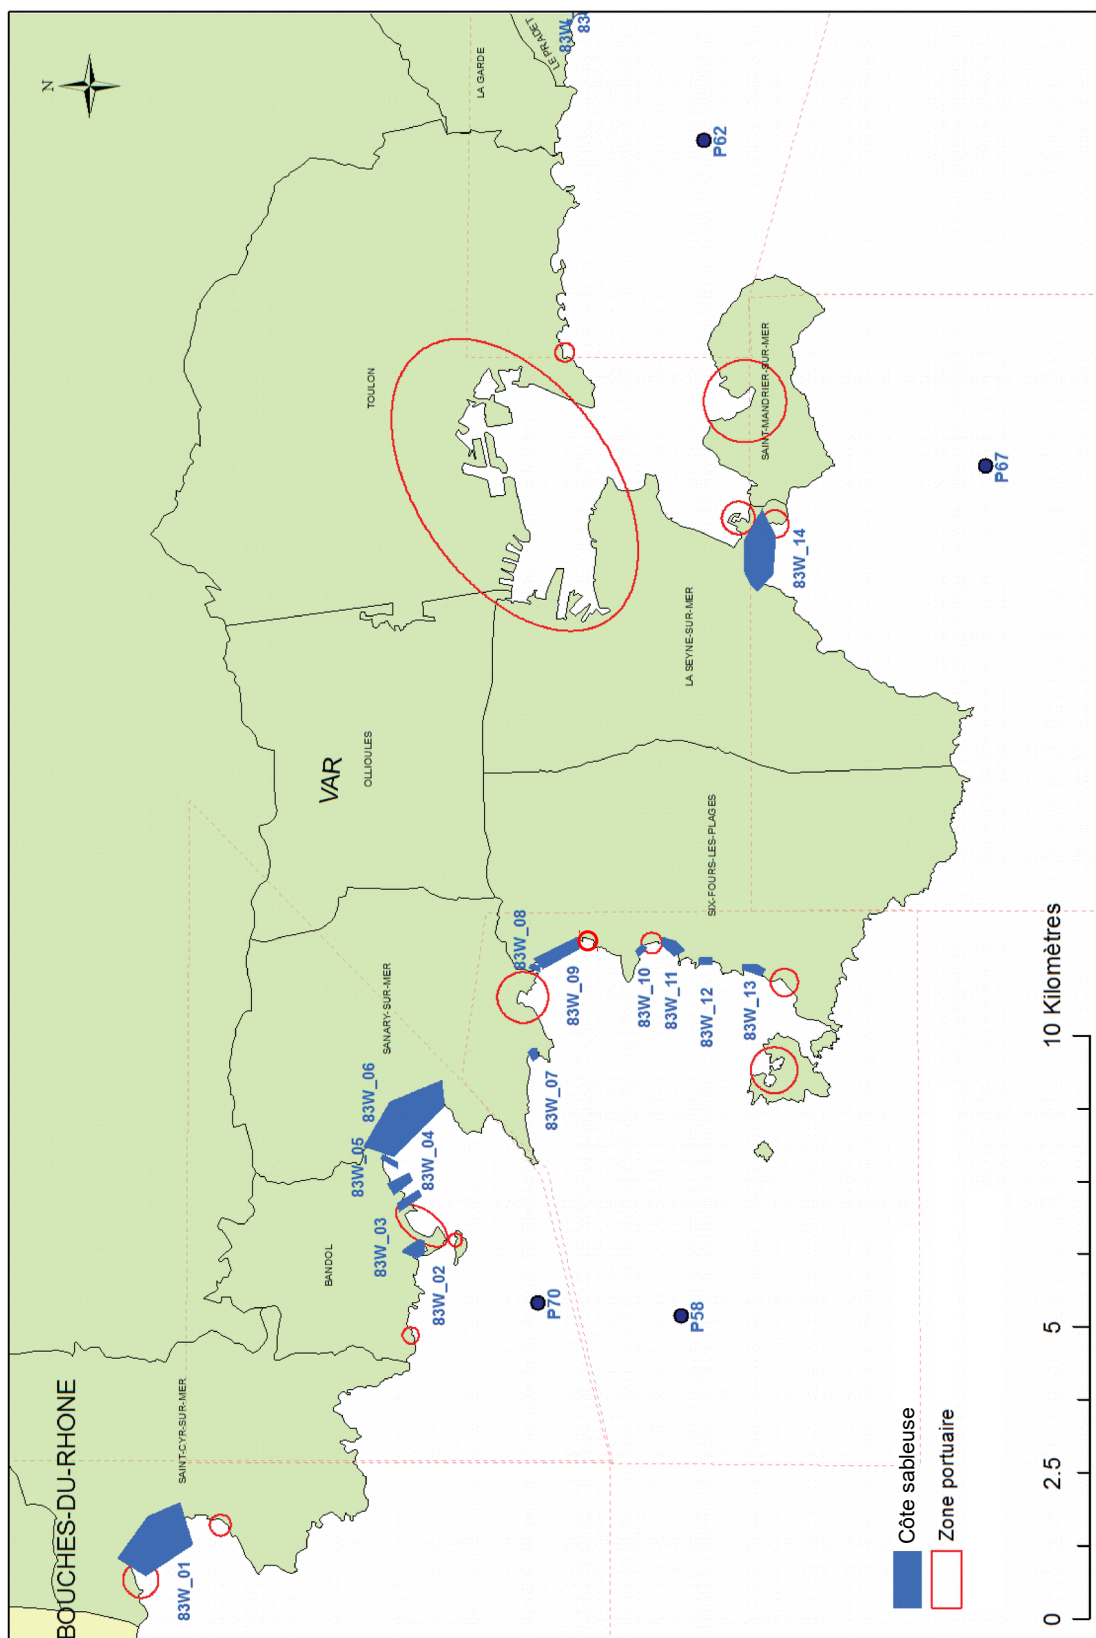 N
BOUCHES-DU-RHONE
VAR
SAINT-CYR-SUR-MER
BANDOL
SANARY-SUR-MER
OLLIOULES
TOULON
LA GARDE
LE PRADET
SIX-FOURS-LES-PLAGES
LA SEYNE-SUR-MER
SAINT-MANDRIER-SUR-MER
83W_01
83W_02
83W_03
83W_04
83W_05
83W_06
83W_07
83W_08
83W_09
83W_10
83W_11
83W_12
83W_13
83W_14
83W
P70
P58
P67
P62
Côte sableuse
Zone portuaire
0
2.5
5
10 Kilomètres